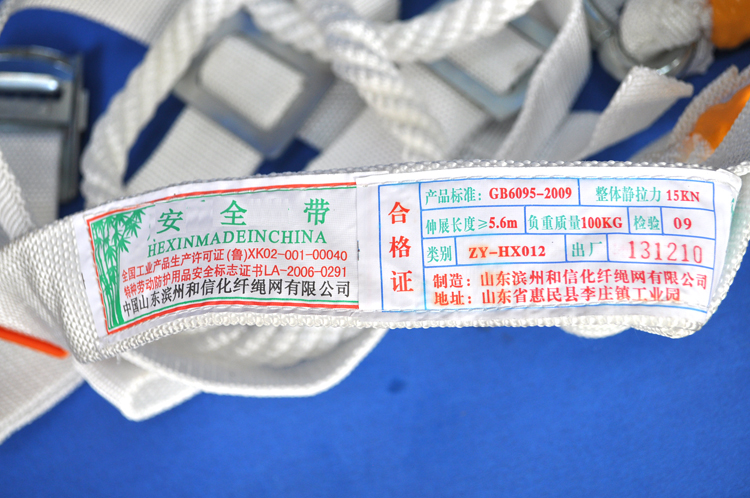 安全带
HEXINMADEINCHINA
全国工业产品生产许可证(鲁)XK02-001-00040
特种劳动防护用品安全标志证书LA-2006-0291
中国山东滨州和信化纤绳网有限公司
合格证
产品标准: GB6095-2009 整体静拉力 15KN
伸展长度≥5.6m 负重质量100KG 检验 09
类别 ZY-HX012 出厂 131210
制造: 山东滨州和信化纤绳网有限公司
地址: 山东省惠民县李庄镇工业园